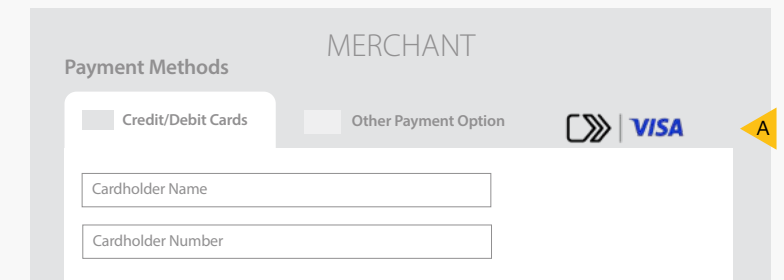 MERCHANT
Payment Methods
Credit/Debit Cards
Other Payment Option
VISA
A
Cardholder Name
Cardholder Number